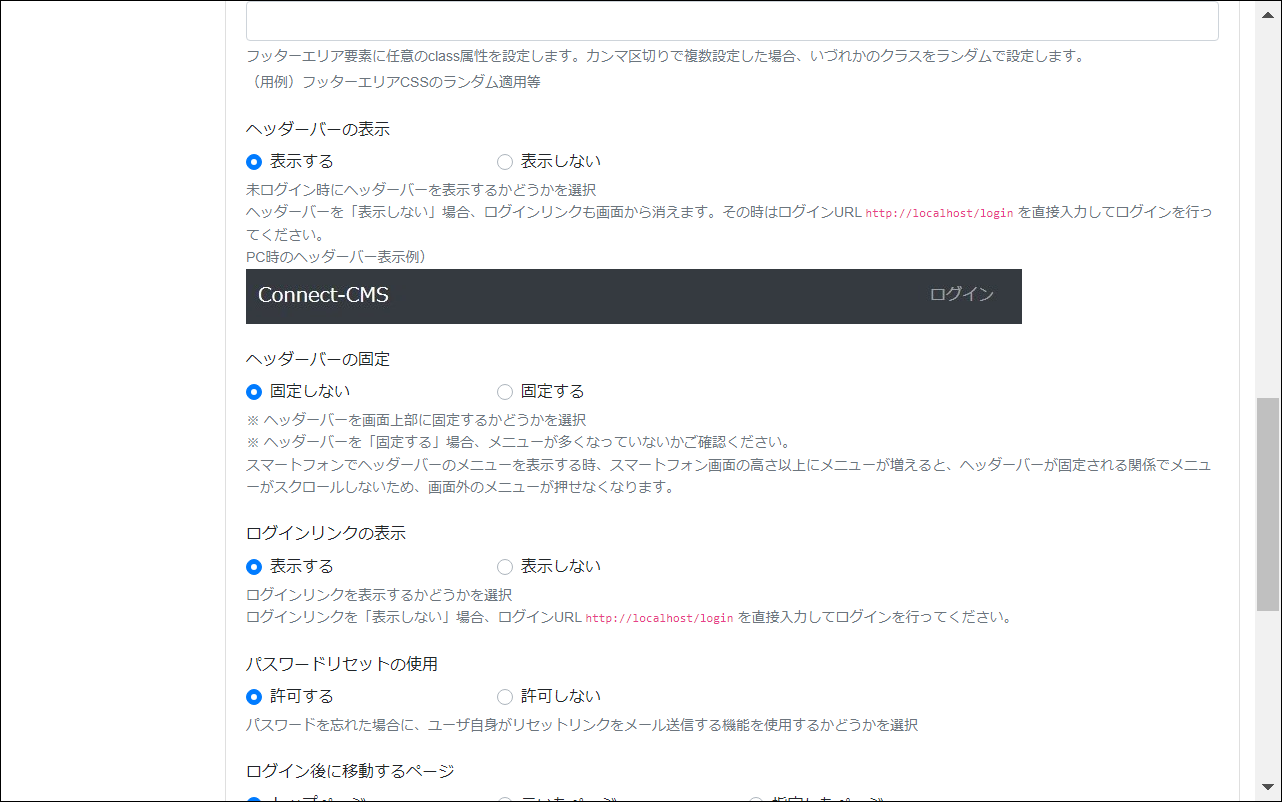 フッターエリア要素に任意のclass属性を設定します。カンマ区切りで複数設定した場合、いづれかのクラスをランダムで設定します。
（用例）フッターエリアCSSのランダム適用等
ヘッダーバーの表示
表示する 表示しない
未ログイン時にヘッダーバーを表示するかどうかを選択
ヘッダーバーを「表示しない」場合、ログインリンクも画面から消えます。その時はログインURL http://localhost/login を直接入力してログインを行っ
てください。
PC時のヘッダーバー表示例）
Connect-CMS ログイン
ヘッダーバーの固定
固定しない 固定する
※ ヘッダーバーを画面上部に固定するかどうかを選択
※ ヘッダーバーを「固定する」場合、メニューが多くなっていないかご確認ください。
スマートフォンでヘッダーバーのメニューを表示する時、スマートフォン画面の高さ以上にメニューが増えると、ヘッダーバーが固定される関係でメニュ
ーがスクロールしないため、画面外のメニューが押せなくなります。
ログインリンクの表示
表示する 表示しない
ログインリンクを表示するかどうかを選択
ログインリンクを「表示しない」場合、ログインURL http://localhost/login を直接入力してログインを行ってください。
パスワードリセットの使用
許可する 許可しない
パスワードを忘れた場合に、ユーザ自身がリセットリンクをメール送信する機能を使用するかどうかを選択
ログイン後に移動するページ